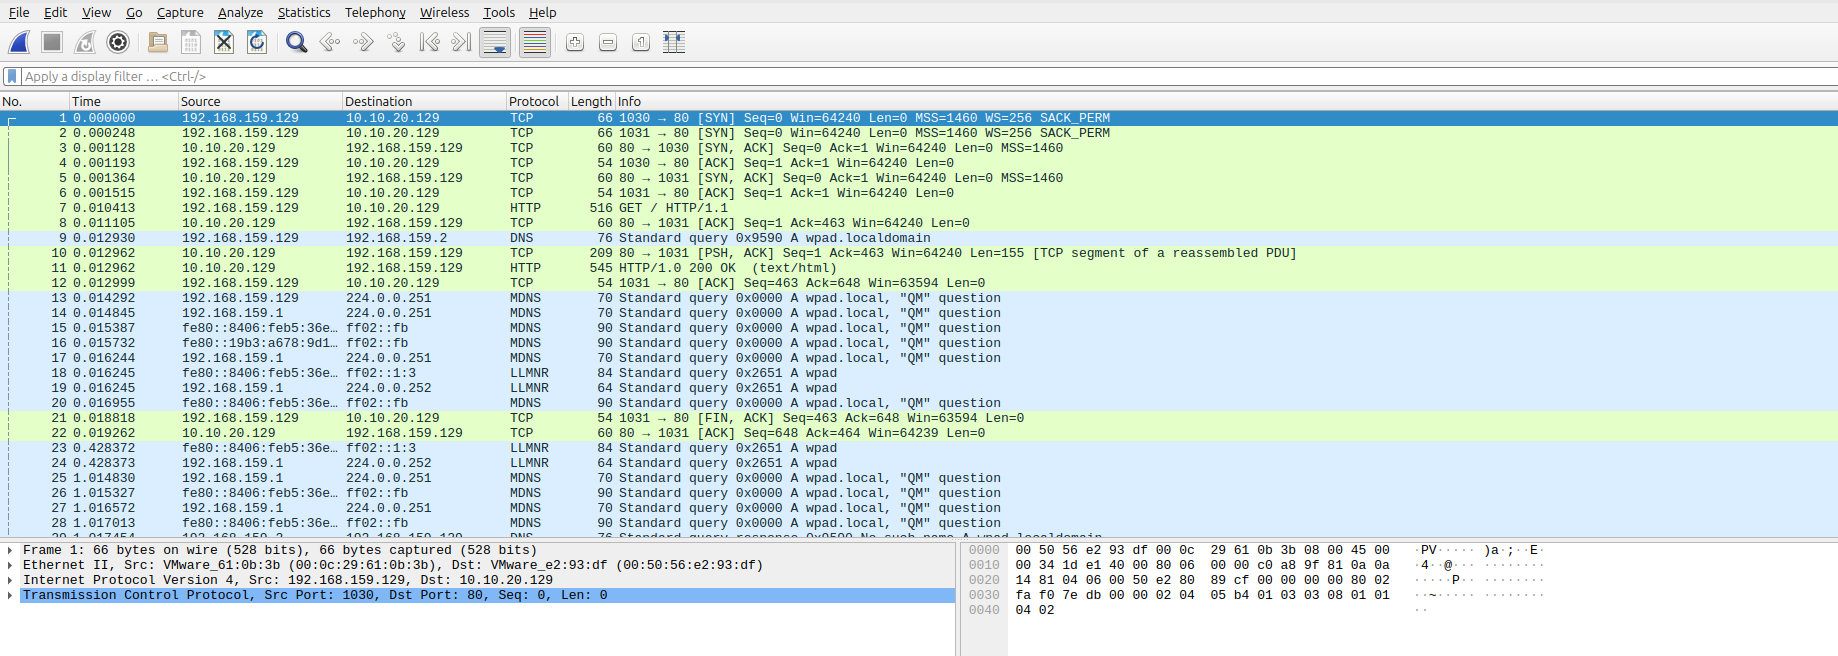 File Edit View Go Capture Analyze Statistics Telephony Wireless Tools Help
Apply a display filter … <Ctrl-/>
No. Time Source Destination Protocol Length Info
1 0.000000 192.168.159.129 10.10.20.129 TCP 66 1030 → 80 [SYN] Seq=0 Win=64240 Len=0 MSS=1460 WS=256 SACK_PERM
2 0.000248 192.168.159.129 10.10.20.129 TCP 66 1031 → 80 [SYN] Seq=0 Win=64240 Len=0 MSS=1460 WS=256 SACK_PERM
3 0.001128 10.10.20.129 192.168.159.129 TCP 60 80 → 1030 [SYN, ACK] Seq=0 Ack=1 Win=64240 Len=0 MSS=1460
4 0.001193 192.168.159.129 10.10.20.129 TCP 54 1030 → 80 [ACK] Seq=1 Ack=1 Win=64240 Len=0
5 0.001364 10.10.20.129 192.168.159.129 TCP 60 80 → 1031 [SYN, ACK] Seq=0 Ack=1 Win=64240 Len=0 MSS=1460
6 0.001515 192.168.159.129 10.10.20.129 TCP 54 1031 → 80 [ACK] Seq=1 Ack=1 Win=64240 Len=0
7 0.010413 192.168.159.129 10.10.20.129 HTTP 516 GET / HTTP/1.1
8 0.011105 10.10.20.129 192.168.159.129 TCP 60 80 → 1031 [ACK] Seq=1 Ack=463 Win=64240 Len=0
9 0.012930 192.168.159.129 192.168.159.2 DNS 76 Standard query 0x9590 A wpad.localdomain
10 0.012962 10.10.20.129 192.168.159.129 TCP 209 80 → 1031 [PSH, ACK] Seq=1 Ack=463 Win=64240 Len=155 [TCP segment of a reassembled PDU]
11 0.012962 10.10.20.129 192.168.159.129 HTTP 545 HTTP/1.0 200 OK (text/html)
12 0.012999 192.168.159.129 10.10.20.129 TCP 54 1031 → 80 [ACK] Seq=463 Ack=648 Win=63594 Len=0
13 0.014292 192.168.159.129 224.0.0.251 MDNS 70 Standard query 0x0000 A wpad.local, "QM" question
14 0.014845 192.168.159.1 224.0.0.251 MDNS 70 Standard query 0x0000 A wpad.local, "QM" question
15 0.015387 fe80::8406:feb5:36e… ff02::fb MDNS 90 Standard query 0x0000 A wpad.local, "QM" question
16 0.015732 fe80::19b3:a678:9d1… ff02::fb MDNS 90 Standard query 0x0000 A wpad.local, "QM" question
17 0.016244 192.168.159.1 224.0.0.251 MDNS 70 Standard query 0x0000 A wpad.local, "QM" question
18 0.016245 fe80::8406:feb5:36e… ff02::1:3 LLMNR 84 Standard query 0x2651 A wpad
19 0.016245 192.168.159.1 224.0.0.252 LLMNR 64 Standard query 0x2651 A wpad
20 0.016955 fe80::8406:feb5:36e… ff02::fb MDNS 90 Standard query 0x0000 A wpad.local, "QM" question
21 0.018818 192.168.159.129 10.10.20.129 TCP 54 1031 → 80 [FIN, ACK] Seq=463 Ack=648 Win=63594 Len=0
22 0.019262 10.10.20.129 192.168.159.129 TCP 60 80 → 1031 [ACK] Seq=648 Ack=464 Win=64239 Len=0
23 0.428372 fe80::8406:feb5:36e… ff02::1:3 LLMNR 84 Standard query 0x2651 A wpad
24 0.428373 192.168.159.1 224.0.0.252 LLMNR 64 Standard query 0x2651 A wpad
25 1.014830 192.168.159.1 224.0.0.251 MDNS 70 Standard query 0x0000 A wpad.local, "QM" question
26 1.015327 fe80::8406:feb5:36e… ff02::fb MDNS 90 Standard query 0x0000 A wpad.local, "QM" question
27 1.016572 192.168.159.1 224.0.0.251 MDNS 70 Standard query 0x0000 A wpad.local, "QM" question
28 1.017013 fe80::8406:feb5:36e… ff02::fb MDNS 90 Standard query 0x0000 A wpad.local, "QM" question
Frame 1: 66 bytes on wire (528 bits), 66 bytes captured (528 bits)
Ethernet II, Src: VMware_61:0b:3b (00:0c:29:61:0b:3b), Dst: VMware_e2:93:df (00:50:56:e2:93:df)
Internet Protocol Version 4, Src: 192.168.159.129, Dst: 10.10.20.129
Transmission Control Protocol, Src Port: 1030, Dst Port: 80, Seq: 0, Len: 0
0000 00 50 56 e2 93 df 00 0c 29 61 0b 3b 08 00 45 00 ·PV····· )a·;··E·
0010 00 34 1d e1 40 00 80 06 00 00 c0 a8 9f 81 0a 0a ·4··@··· ········
0020 14 81 04 06 00 50 e2 80 89 cf 00 00 00 00 80 02 ·····P·· ········
0030 fa f0 7e db 00 00 02 04 05 b4 01 03 03 08 01 01 ··~····· ········
0040 04 02 ··